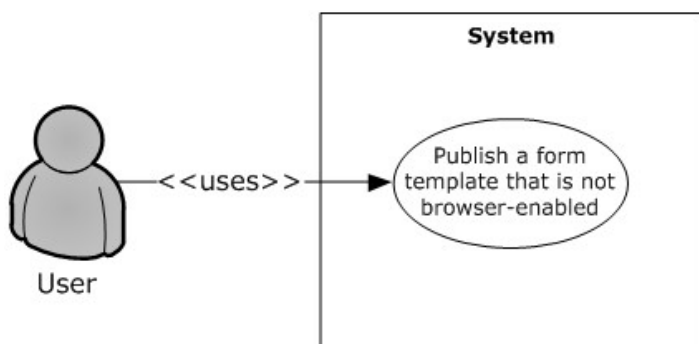 System
Publish a form
template that is not
browser-enabled
<<uses>>
User